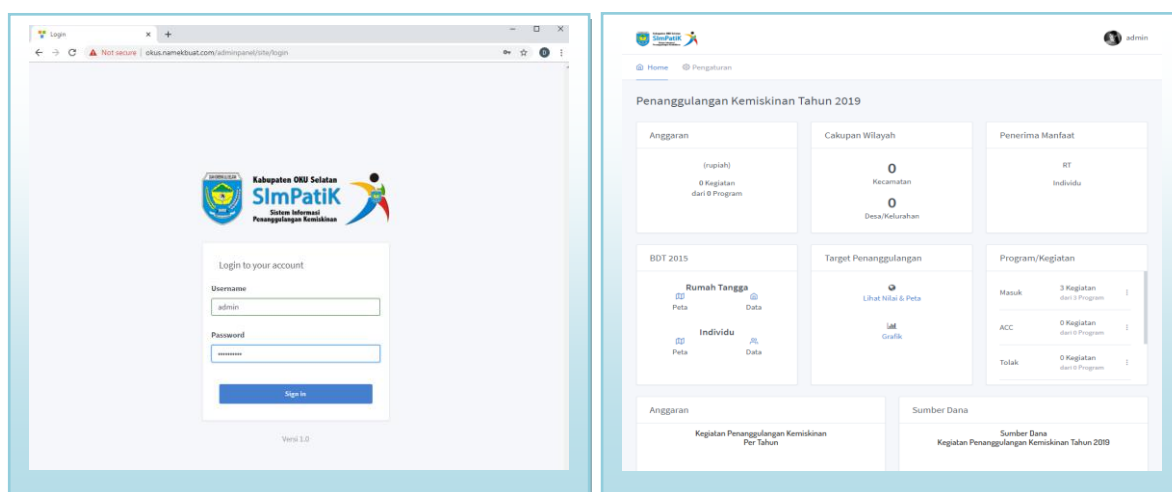 Login
Not secure | okus.namekbuat.com/adminpanel/site/login
Kabupaten OKU Selatan
SImPatiK
Sistem Informasi
Penanggulangan Kemiskinan
Login to your account
Username
admin
Password
Sign in
Versi 1.0
SImPatiK
admin
Home Pengaturan
Penanggulangan Kemiskinan Tahun 2019
Anggaran
(rupiah)
0 Kegiatan
dari 0 Program
Cakupan Wilayah
0
Kecamatan
0
Desa/Kelurahan
Penerima Manfaat
RT
Individu
BDT 2015
Rumah Tangga
Peta Data
Individu
Peta Data
Target Penanggulangan
Lihat Nilai & Peta
Grafik
Program/Kegiatan
Masuk 3 Kegiatan
dari 3 Program
ACC 0 Kegiatan
dari 0 Program
Tolak 0 Kegiatan
dari 0 Program
Anggaran
Kegiatan Penanggulangan Kemiskinan
Per Tahun
Sumber Dana
Sumber Dana
Kegiatan Penanggulangan Kemiskinan Tahun 2019